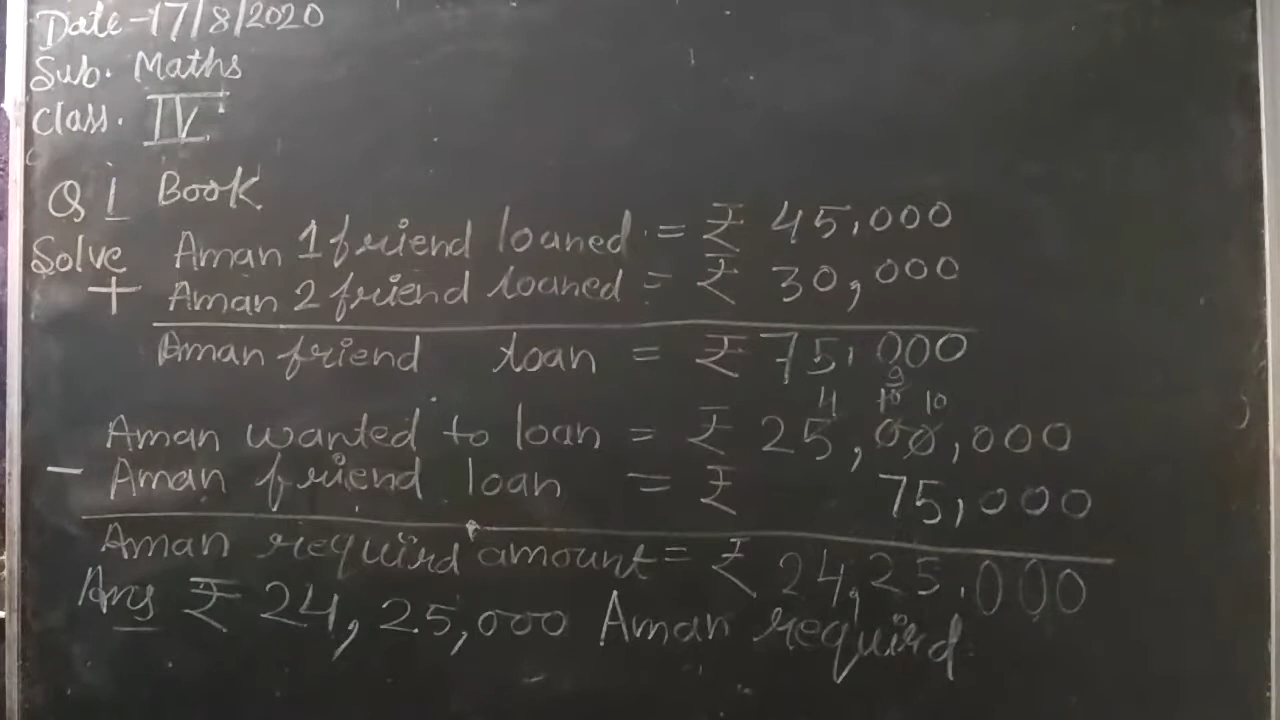 Date-17/8/2020
Sub. Maths
Class. IV
Q 1 Book
Solve Aman 1 friend loaned = ₹ 45,000
+ Aman 2 friend loaned = ₹ 30,000
Aman friend loan = ₹ 75,000
9
4 10 10
Aman wanted to loan = ₹ 25,00,000
- Aman friend loan = ₹ 75,000
Aman requird amount = ₹ 24,25,000
Ans ₹ 24,25,000 Aman requird